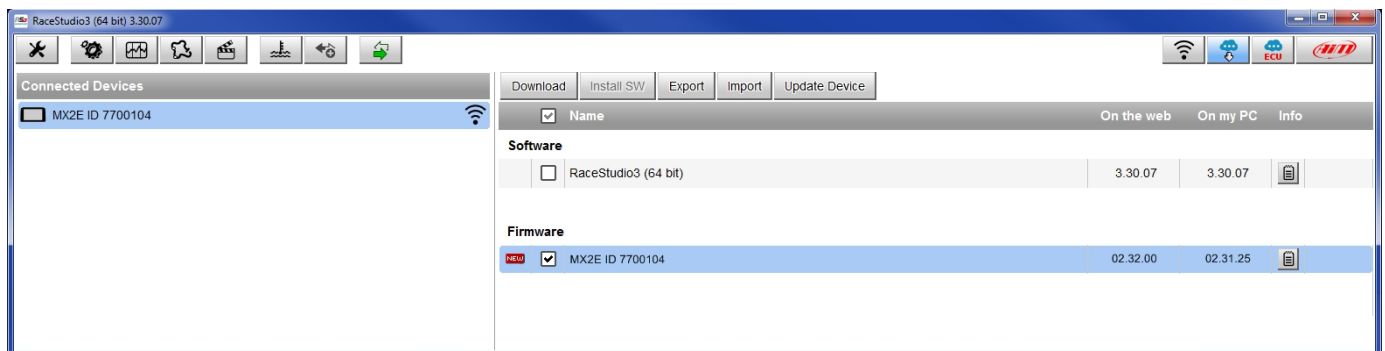 RaceStudio3 (64 bit) 3.30.07
ECU AiM
Connected Devices
MX2E ID 7700104
Download Install SW Export Import Update Device
Name On the web On my PC Info
Software
RaceStudio3 (64 bit) 3.30.07 3.30.07
Firmware
NEW MX2E ID 7700104 02.32.00 02.31.25